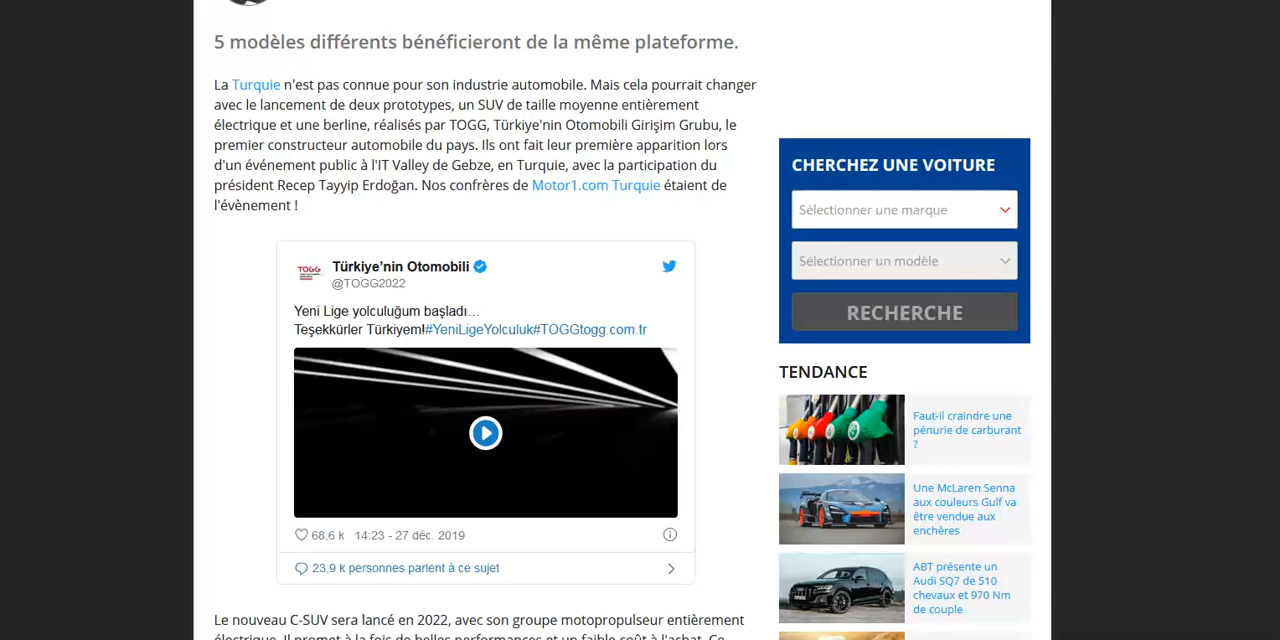 5 modèles différents bénéficieront de la même plateforme.
La Turquie n'est pas connue pour son industrie automobile. Mais cela pourrait changer
avec le lancement de deux prototypes, un SUV de taille moyenne entièrement
électrique et une berline, réalisés par TOGG, Türkiye'nin Otomobili Girişim Grubu, le
premier constructeur automobile du pays. Ils ont fait leur première apparition lors
d'un événement public à l'IT Valley de Gebze, en Turquie, avec la participation du
président Recep Tayyip Erdoğan. Nos confrères de Motor1.com Turquie étaient de
l'évènement !
TOGG
Türkiye'nin Otomobili
@TOGG2022
Yeni Lige yolculuğum başladı…
Teşekkürler Türkiyem!#YeniLigeYolculuk#TOGGtogg.com.tr
68,6 k 14:23 - 27 déc. 2019
23,9 k personnes parlent à ce sujet
Le nouveau C-SUV sera lancé en 2022, avec son groupe motopropulseur entièrement
électrique. Il promet à la fois de belles performances et un faible coût à l'achat. Ce
CHERCHEZ UNE VOITURE
Sélectionner une marque
Sélectionner un modèle
RECHERCHE
TENDANCE
Faut-il craindre une
pénurie de carburant
?
Une McLaren Senna
aux couleurs Gulf va
être vendue aux
enchères
ABT présente un
Audi SQ7 de 510
chevaux et 970 Nm
de couple